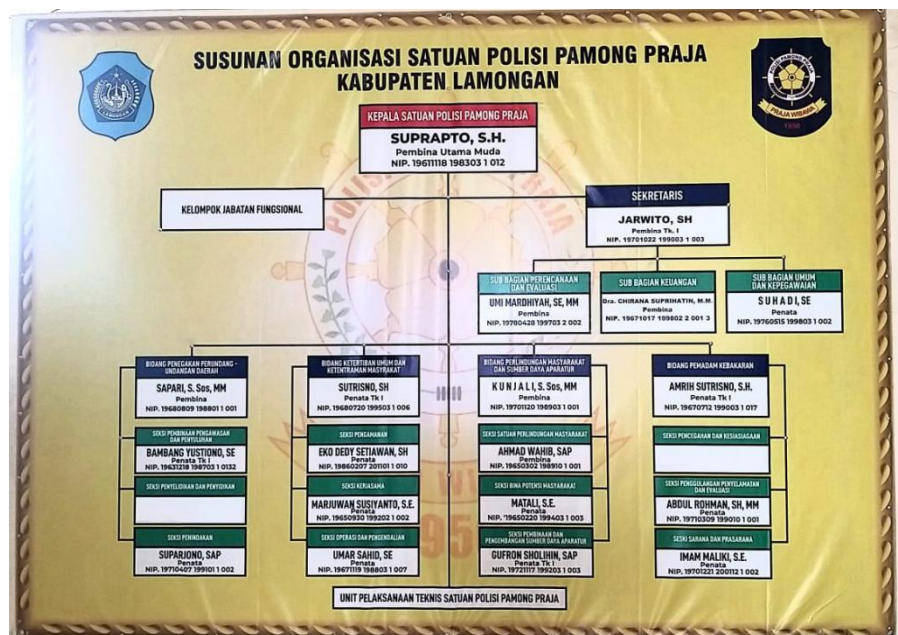 SUSUNAN ORGANISASI SATUAN POLISI PAMONG PRAJA
KABUPATEN LAMONGAN
LAMONGAN
POLISI PAMONG PRAJA
PRAJA WIBAWA
1950
KEPALA SATUAN POLISI PAMONG PRAJA
SUPRAPTO, S.H.
Pembina Utama Muda
NIP. 19611118 198303 1 012
KELOMPOK JABATAN FUNGSIONAL
SEKRETARIS
JARWITO, SH
Pembina Tk. I
NIP. 19701022 199003 1 003
SUB BAGIAN PERENCANAAN
DAN EVALUASI
UMI MARDHIYAH, SE, MM
Pembina
NIP. 19780428 199703 2 002
SUB BAGIAN KEUANGAN
Dra. CHIRANA SUPRIHATIN, M.M.
Pembina
NIP. 19671017 199802 2 001 3
SUB BAGIAN UMUM
DAN KEPEGAWAIAN
SUHADI, SE
Penata
NIP. 19760515 199803 1 002
BIDANG PENEGAKAN PERUNDANG -
UNDANGAN DAERAH
SAPARI, S. Sos, MM
Pembina
NIP. 19680809 198801 1 001
SEKSI PEMBINAAN PENGAWASAN
DAN PENYULUHAN
BAMBANG YUSTIONO, SE
Penata Tk I
NIP. 19631218 198703 1 0132
SEKSI PENYELIDIKAN DAN PENYIDIKAN
SEKSI PENINDAKAN
SUPARJONO, SAP
Penata
NIP. 19710407 199101 1 002
BIDANG KETERTIBAN UMUM DAN
KETENTRAMAN MASYRAKAT
SUTRISNO, SH
Penata Tk I
NIP. 19680720 199503 1 006
SEKSI PENGAMANAN
EKO DEDY SETIAWAN, SH
Penata
NIP. 19860207 201101 1 010
SEKSI KERJASAMA
MARJUWAN SUSIYANTO, S.E.
Penata
NIP. 19650930 199202 1 002
SEKSI OPERASI DAN PENGENDALIAN
UMAR SAHID, SE
Penata
NIP. 19671119 198803 1 007
BIDANG PERLINDUNGAN MASYARAKAT
DAN SUMBER DAYA APARATUR
KUNJALI, S. Sos, MM
Pembina
NIP. 19701120 198903 1 001
SEKSI SATUAN PERLINDUNGAN MASYARAKAT
AHMAD WAHIB, SAP
Pembina
NIP. 19650302 198910 1 001
SEKSI BINA POTENSI MASYARAKAT
MATALI, S.E.
Penata
NIP. '19650220 199403 1 003
SEKSI PEMBINAAN DAN
PENGEMBANGAN SUMBER DAYA APARATUR
GUFRON SHOLIHIN, SAP
Penata Tk I
NIP. 19721117 199203 1 003
BIDANG PEMADAM KEBAKARAN
AMRIH SUTRISNO, S.H.
Penata Tk I
NIP. 19670712 199003 1 017
SEKSI PENCEGAHAN DAN KESIASIAGAAN
SEKSI PENGGULANGAN PENYELAMATAN
DAN EVALUASI
ABDUL ROHMAN, SH, MM
Penata
NIP. 19710309 199010 1 001
SESKI SARANA DAN PRASARANA
IMAM MALIKI, S.E.
Penata
NIP. 19701221 200112 1 002
UNIT PELAKSANAAN TEKNIS SATUAN POLISI PAMONG PRAJA